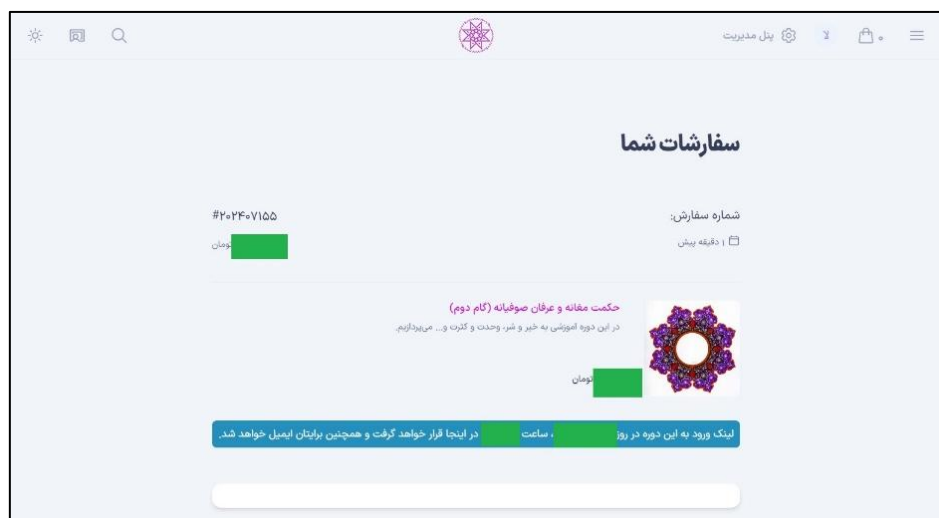 ۰ لا پنل مدیریت
سفارشات شما
شماره سفارش: #۲۰۲۴۰۷۱۵۵
۱ دقیقه پیش تومان
حکمت مغانه و عرفان صوفیانه (گام دوم)
در این دوره آموزشی به خیر و شر، وحدت و کثرت و... می‌پردازیم.
تومان
لینک ورود به این دوره در روز ، ساعت در اینجا قرار خواهد گرفت و همچنین برایتان ایمیل خواهد شد.